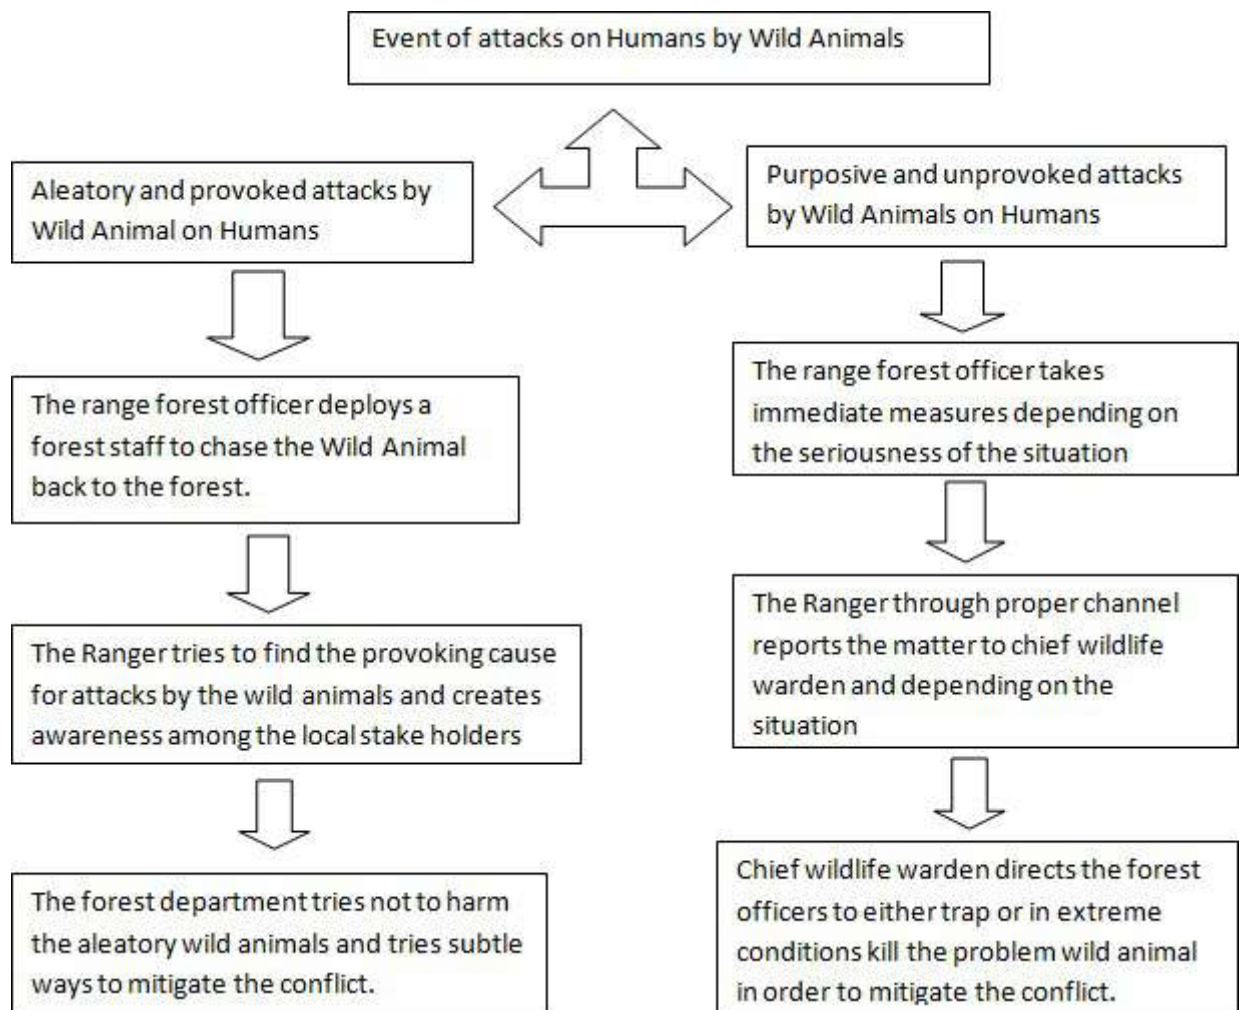 Event of attacks on Humans by Wild Animals
Aleatory and provoked attacks by
Wild Animal on Humans
The range forest officer deploys a
forest staff to chase the Wild Animal
back to the forest.
The Ranger tries to find the provoking cause
for attacks by the wild animals and creates
awareness among the local stake holders
The forest department tries not to harm
the aleatory wild animals and tries subtle
ways to mitigate the conflict.
Purposive and unprovoked attacks
by Wild Animals on Humans
The range forest officer takes
immediate measures depending on
the seriousness of the situation
The Ranger through proper channel
reports the matter to chief wildlife
warden and depending on the
situation
Chief wildlife warden directs the forest
officers to either trap or in extreme
conditions kill the problem wild animal
in order to mitigate the conflict.